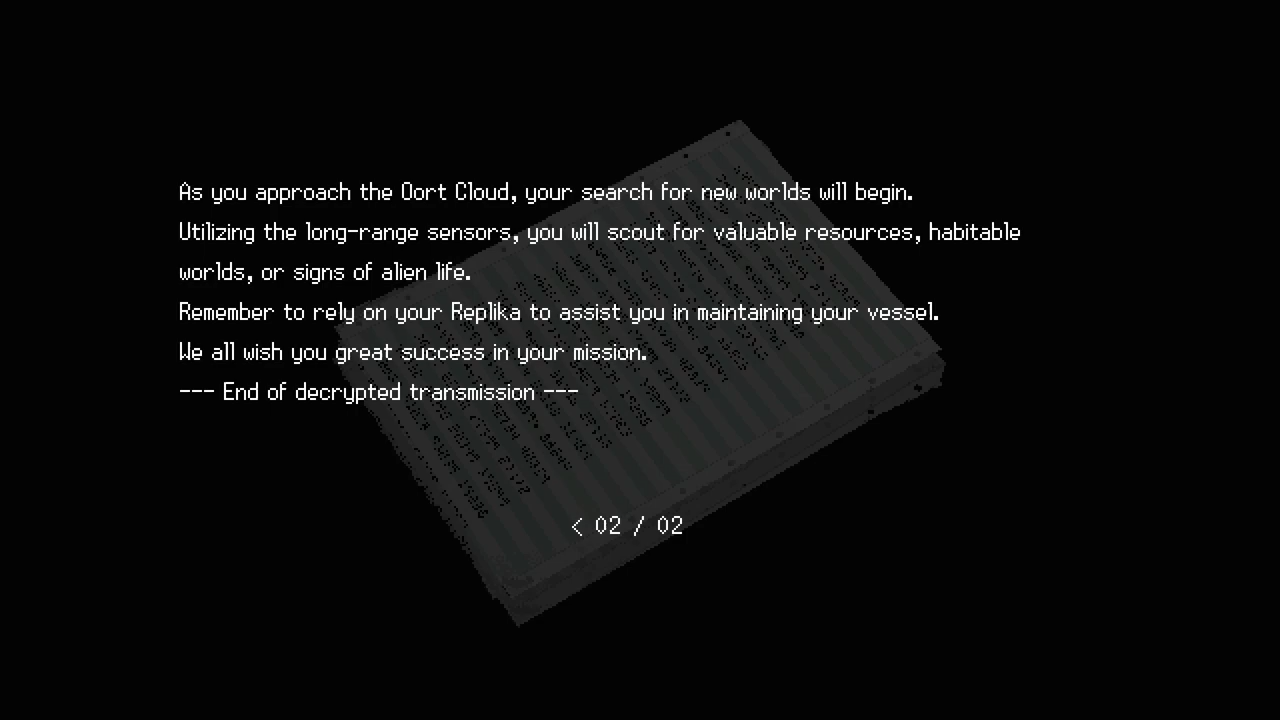 As you approach the Oort Cloud, your search for new worlds will begin.
Utilizing the long-range sensors, you will scout for valuable resources, habitable
worlds, or signs of alien life.
Remember to rely on your Replika to assist you in maintaining your vessel.
We all wish you great success in your mission.
--- End of decrypted transmission ---
< 02 / 02